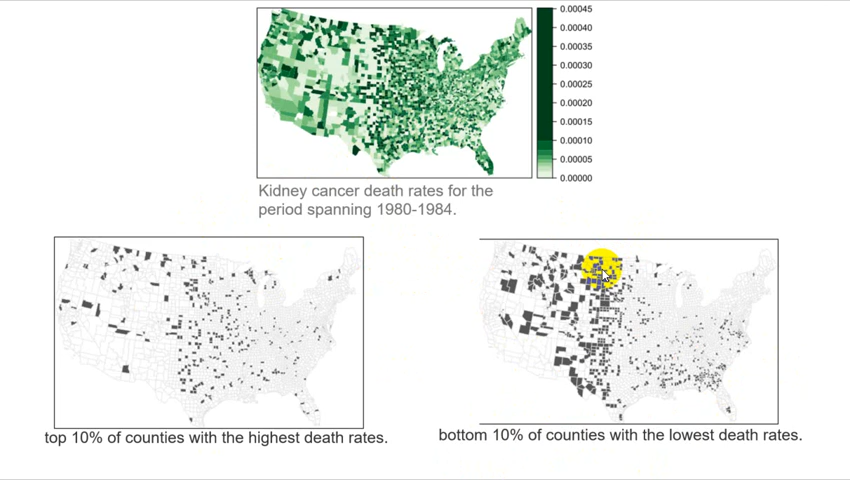 0.00045
0.00040
0.00035
0.00030
0.00025
0.00020
0.00015
0.00010
0.00005
0.00000
Kidney cancer death rates for the
period spanning 1980-1984.
top 10% of counties with the highest death rates.
bottom 10% of counties with the lowest death rates.